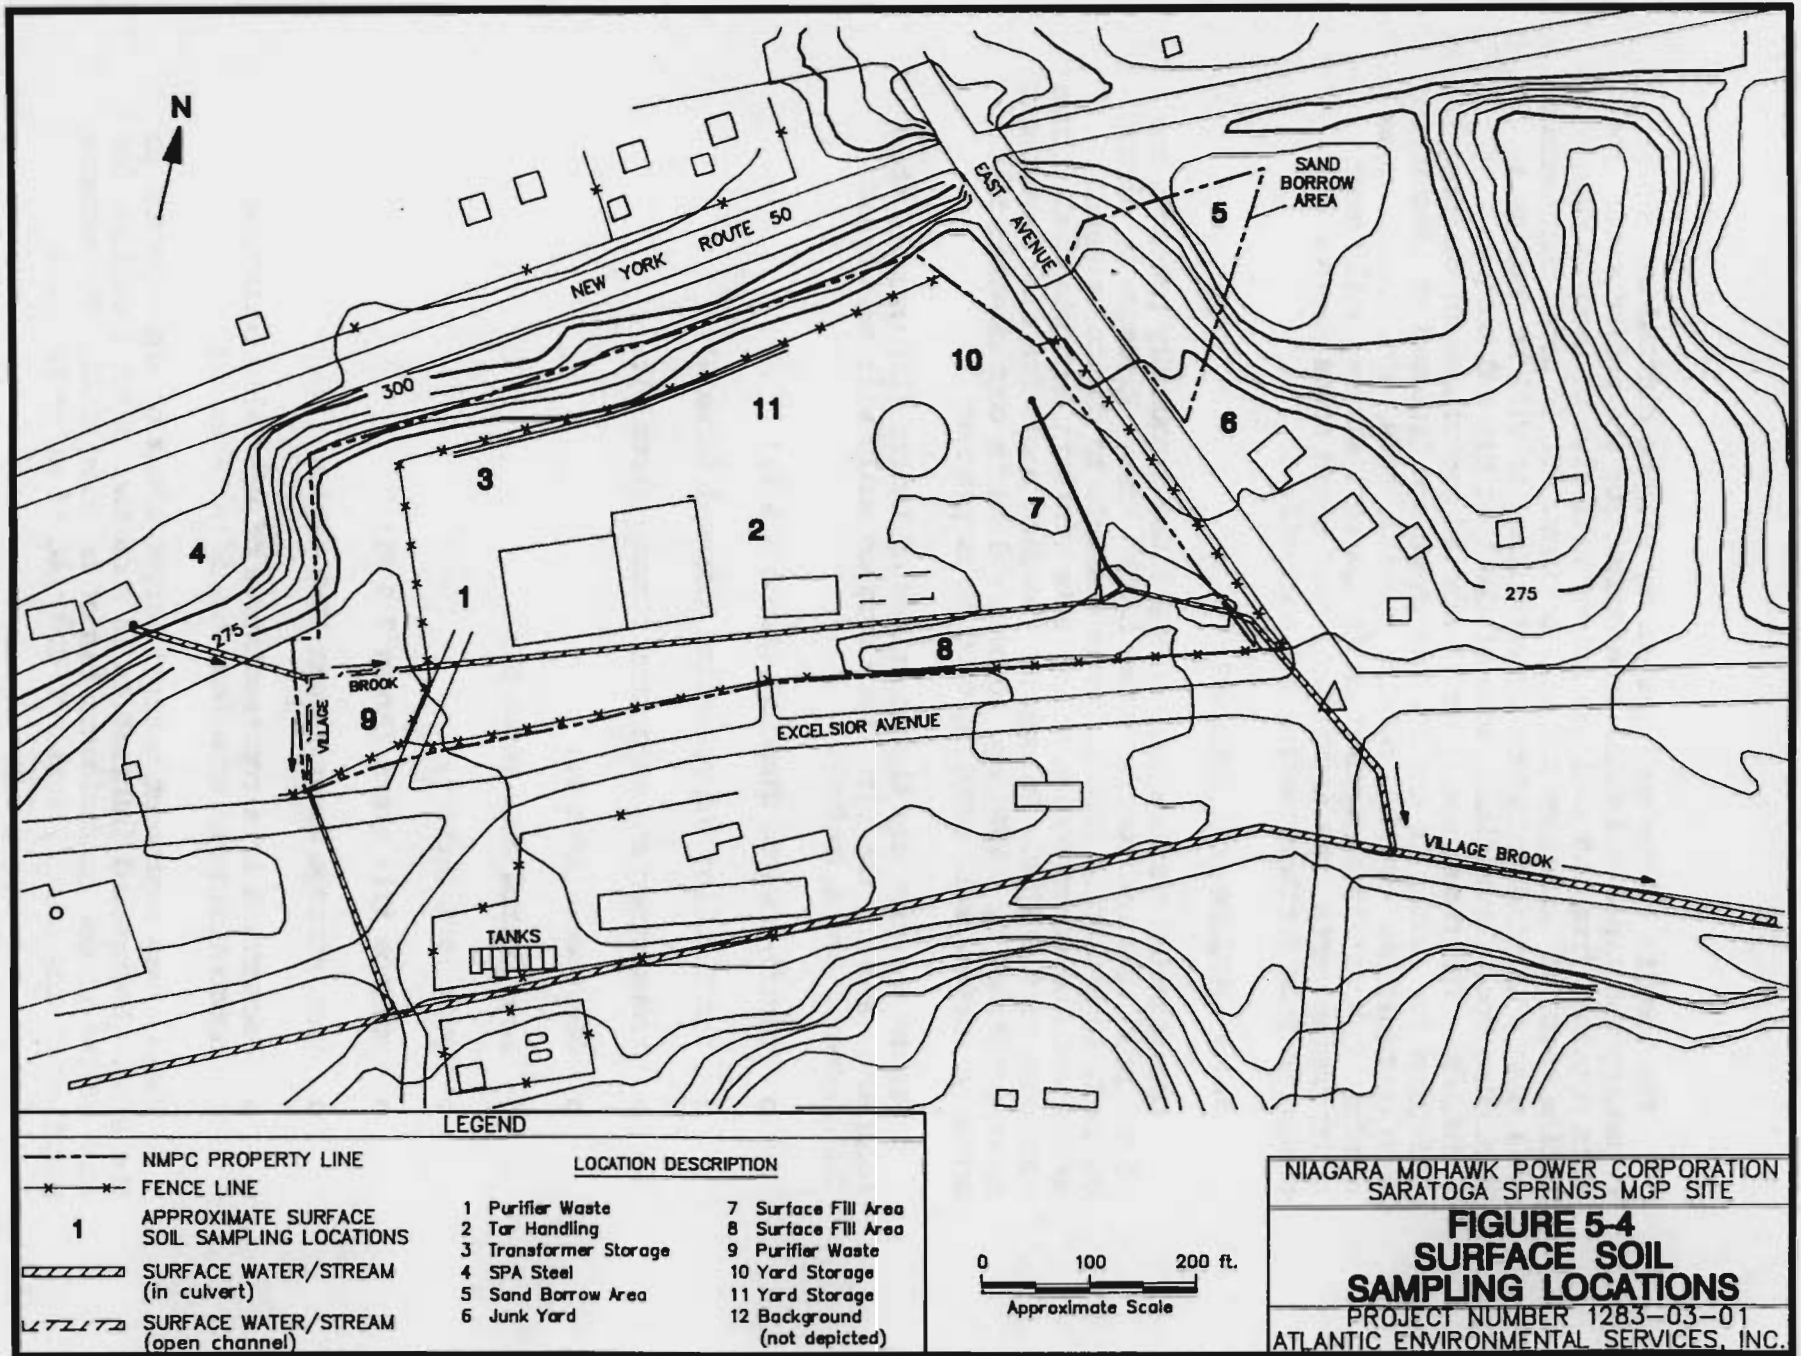 N
NEW YORK ROUTE 50
EAST AVENUE
SAND
BORROW
AREA
5
300
10
11
6
3
7
2
4
1
275
275
8
BROOK
VILLAGE
9
EXCELSIOR AVENUE
VILLAGE BROOK
TANKS
LEGEND
NMPC PROPERTY LINE
FENCE LINE
1
APPROXIMATE SURFACE
SOIL SAMPLING LOCATIONS
SURFACE WATER/STREAM
(in culvert)
SURFACE WATER/STREAM
(open channel)
LOCATION DESCRIPTION
1 Purifier Waste
2 Tar Handling
3 Transformer Storage
4 SPA Steel
5 Sand Borrow Area
6 Junk Yard
7 Surface Fill Area
8 Surface Fill Area
9 Purifier Waste
10 Yard Storage
11 Yard Storage
12 Background
(not depicted)
0 100 200 ft.
Approximate Scale
NIAGARA MOHAWK POWER CORPORATION
SARATOGA SPRINGS MGP SITE
FIGURE 5-4
SURFACE SOIL
SAMPLING LOCATIONS
PROJECT NUMBER 1283-03-01
ATLANTIC ENVIRONMENTAL SERVICES, INC.